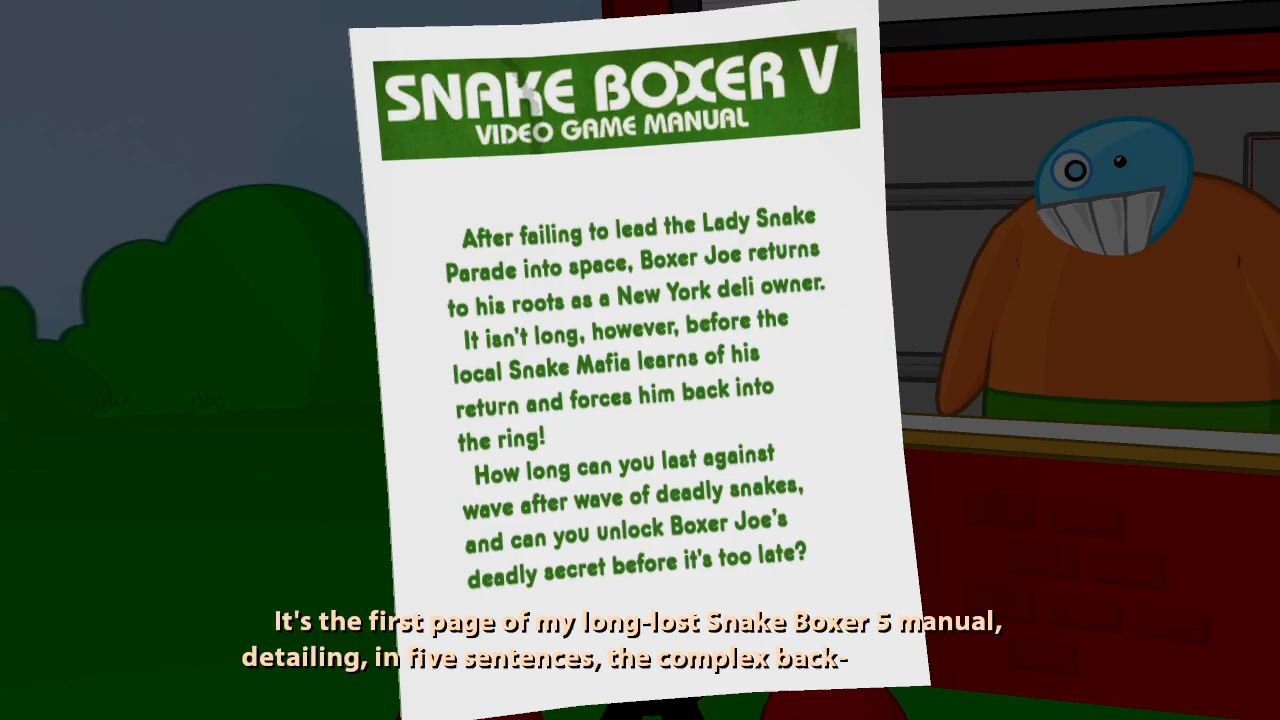 SNAKE BOXER V
VIDEO GAME MANUAL
After failing to lead the Lady Snake
Parade into space, Boxer Joe returns
to his roots as a New York deli owner.
It isn't long, however, before the
local Snake Mafia learns of his
return and forces him back into
the ring!
How long can you last against
wave after wave of deadly snakes,
and can you unlock Boxer Joe's
deadly secret before it's too late?
It's the first page of my long-lost Snake Boxer 5 manual,
detailing, in five sentences, the complex back-